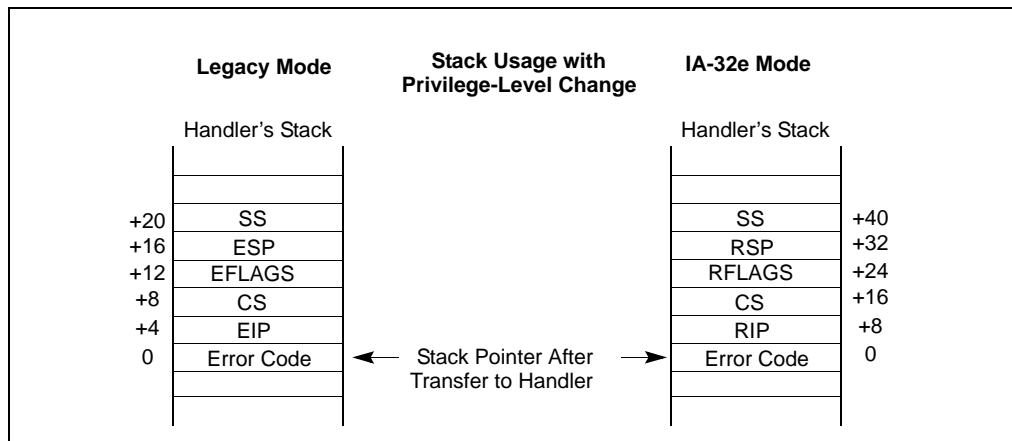 Legacy Mode
Stack Usage with
Privilege-Level Change
IA-32e Mode
Handler's Stack
Handler's Stack
+20 SS
+16 ESP
+12 EFLAGS
+8 CS
+4 EIP
0 Error Code
Stack Pointer After
Transfer to Handler
SS +40
RSP +32
RFLAGS +24
CS +16
RIP +8
Error Code 0